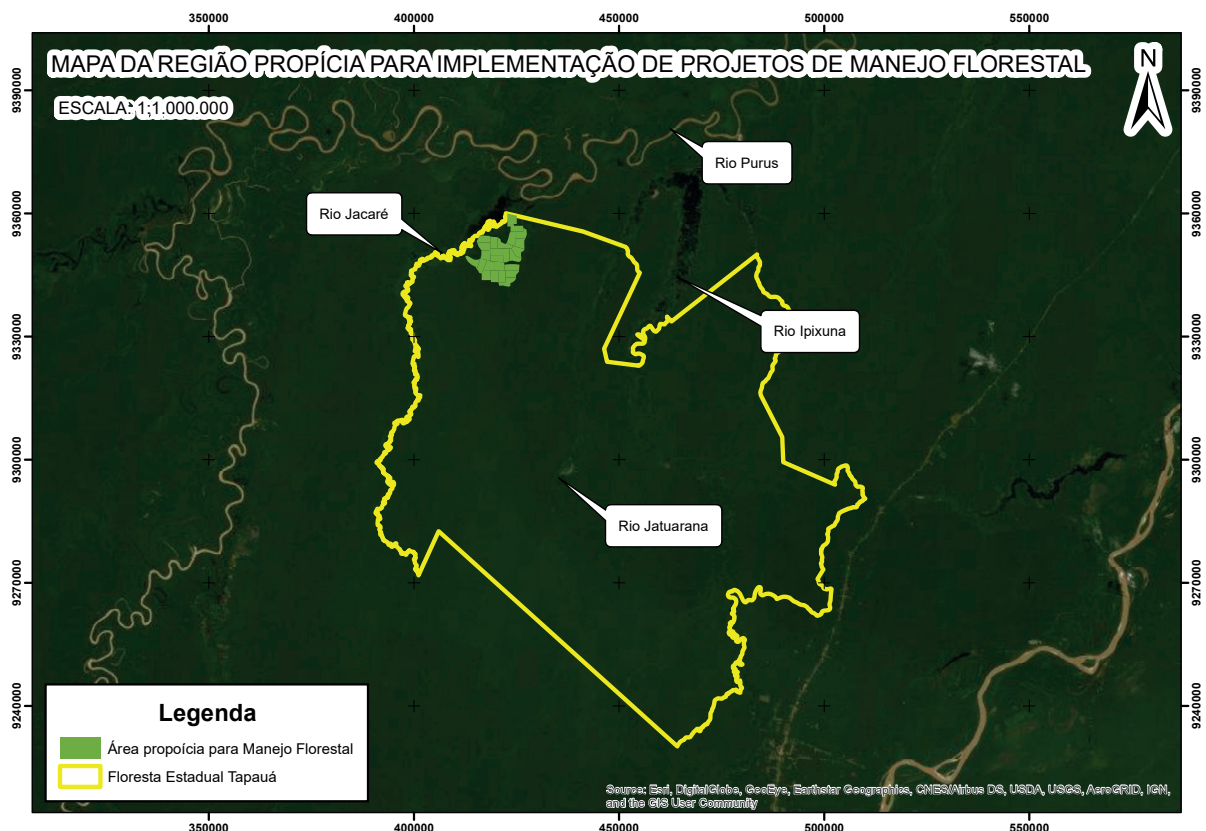 350000 400000 450000 500000 550000
MAPA DA REGIÃO PROPÍCIA PARA IMPLEMENTAÇÃO DE PROJETOS DE MANEJO FLORESTAL
N
ESCALA: 1;1.000.000
9390000 9390000
Rio Purus
Rio Jacaré
9360000 9360000
Rio Ipixuna
9330000 9330000
9300000 9300000
Rio Jatuarana
9270000 9270000
9240000 9240000
Legenda
Área propoícia para Manejo Florestal
Floresta Estadual Tapauá
Source: Esri, DigitalGlobe, GeoEye, Earthstar Geographics, CNES/Airbus DS, USDA, USGS, AeroGRID, IGN,
and the GIS User Community
350000 400000 450000 500000 550000